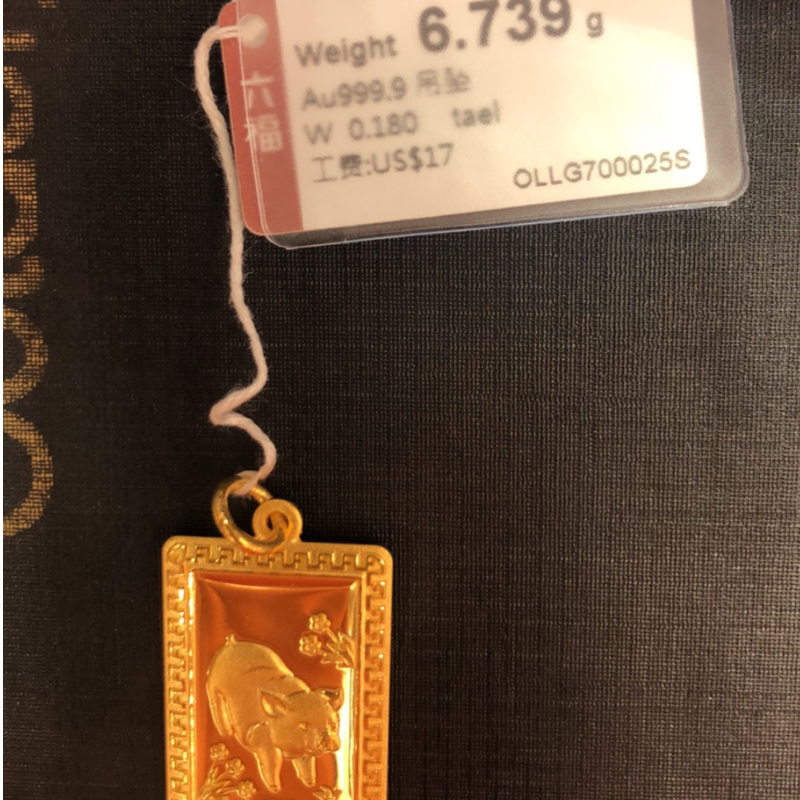 Weight 6.739 g
Au999.9 吊坠
W 0.180 tael
工费:US$17
OLLG700025S
六福